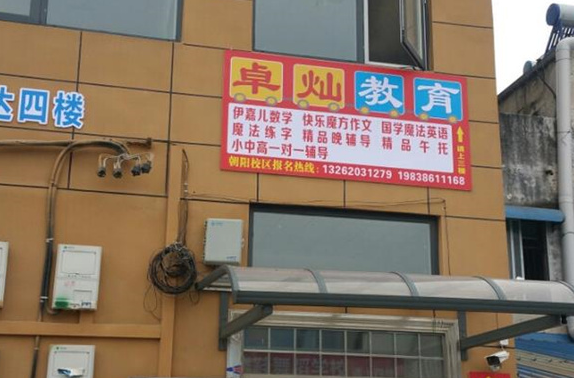 达四楼
卓灿教育
伊嘉儿数学 快乐魔方作文 国学魔法英语
魔法练字 精品晚辅导 精品午托
小中高一对一辅导
朝阳校区报名热线：13262031279 19838611168
请上三楼